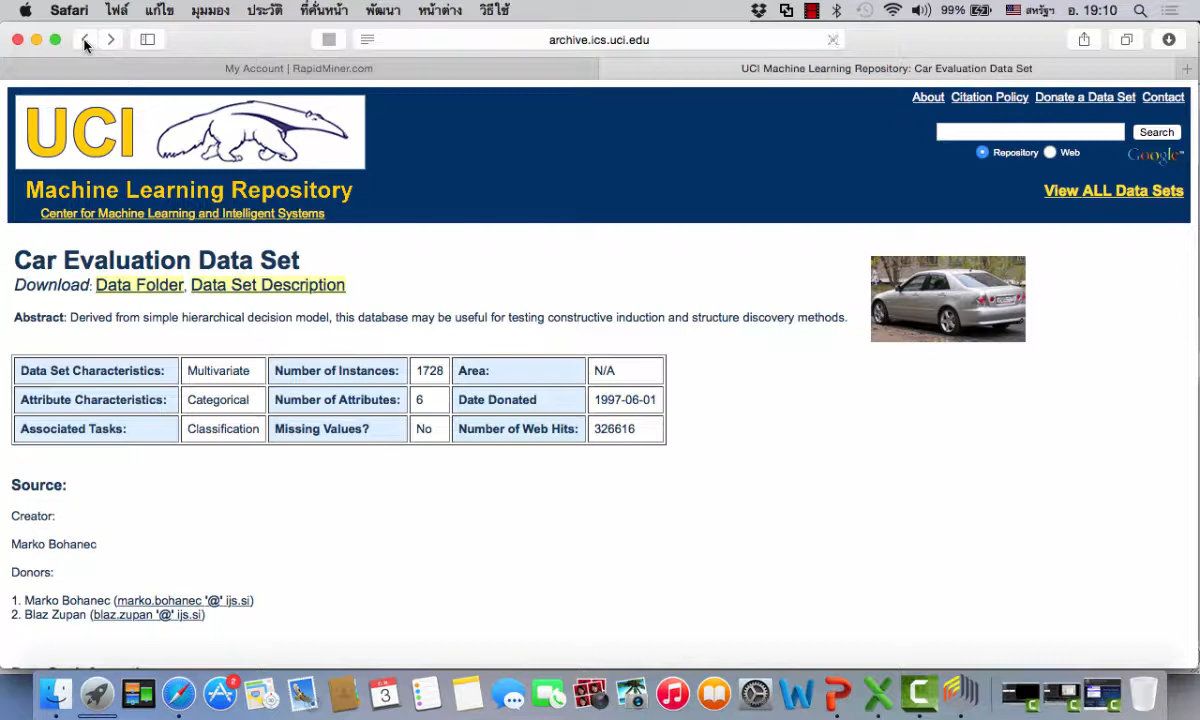 Safari ไฟล์ แก้ไข มุมมอง ประวัติ ที่คั่นหน้า พัฒนา หน้าต่าง วิธีใช้ 99% สหรัฐฯ อ. 19:10
archive.ics.uci.edu
My Account | RapidMiner.com UCI Machine Learning Repository: Car Evaluation Data Set
About Citation Policy Donate a Data Set Contact
UCI
Search
Repository Web Google™
Machine Learning Repository
View ALL Data Sets
Center for Machine Learning and Intelligent Systems
Car Evaluation Data Set
Download: Data Folder, Data Set Description
Abstract: Derived from simple hierarchical decision model, this database may be useful for testing constructive induction and structure discovery methods.
Data Set Characteristics: Multivariate Number of Instances: 1728 Area: N/A
Attribute Characteristics: Categorical Number of Attributes: 6 Date Donated 1997-06-01
Associated Tasks: Classification Missing Values? No Number of Web Hits: 326616
Source:
Creator:
Marko Bohanec
Donors:
1. Marko Bohanec (marko.bohanec '@' ijs.si)
2. Blaz Zupan (blaz.zupan '@' ijs.si)
2
3